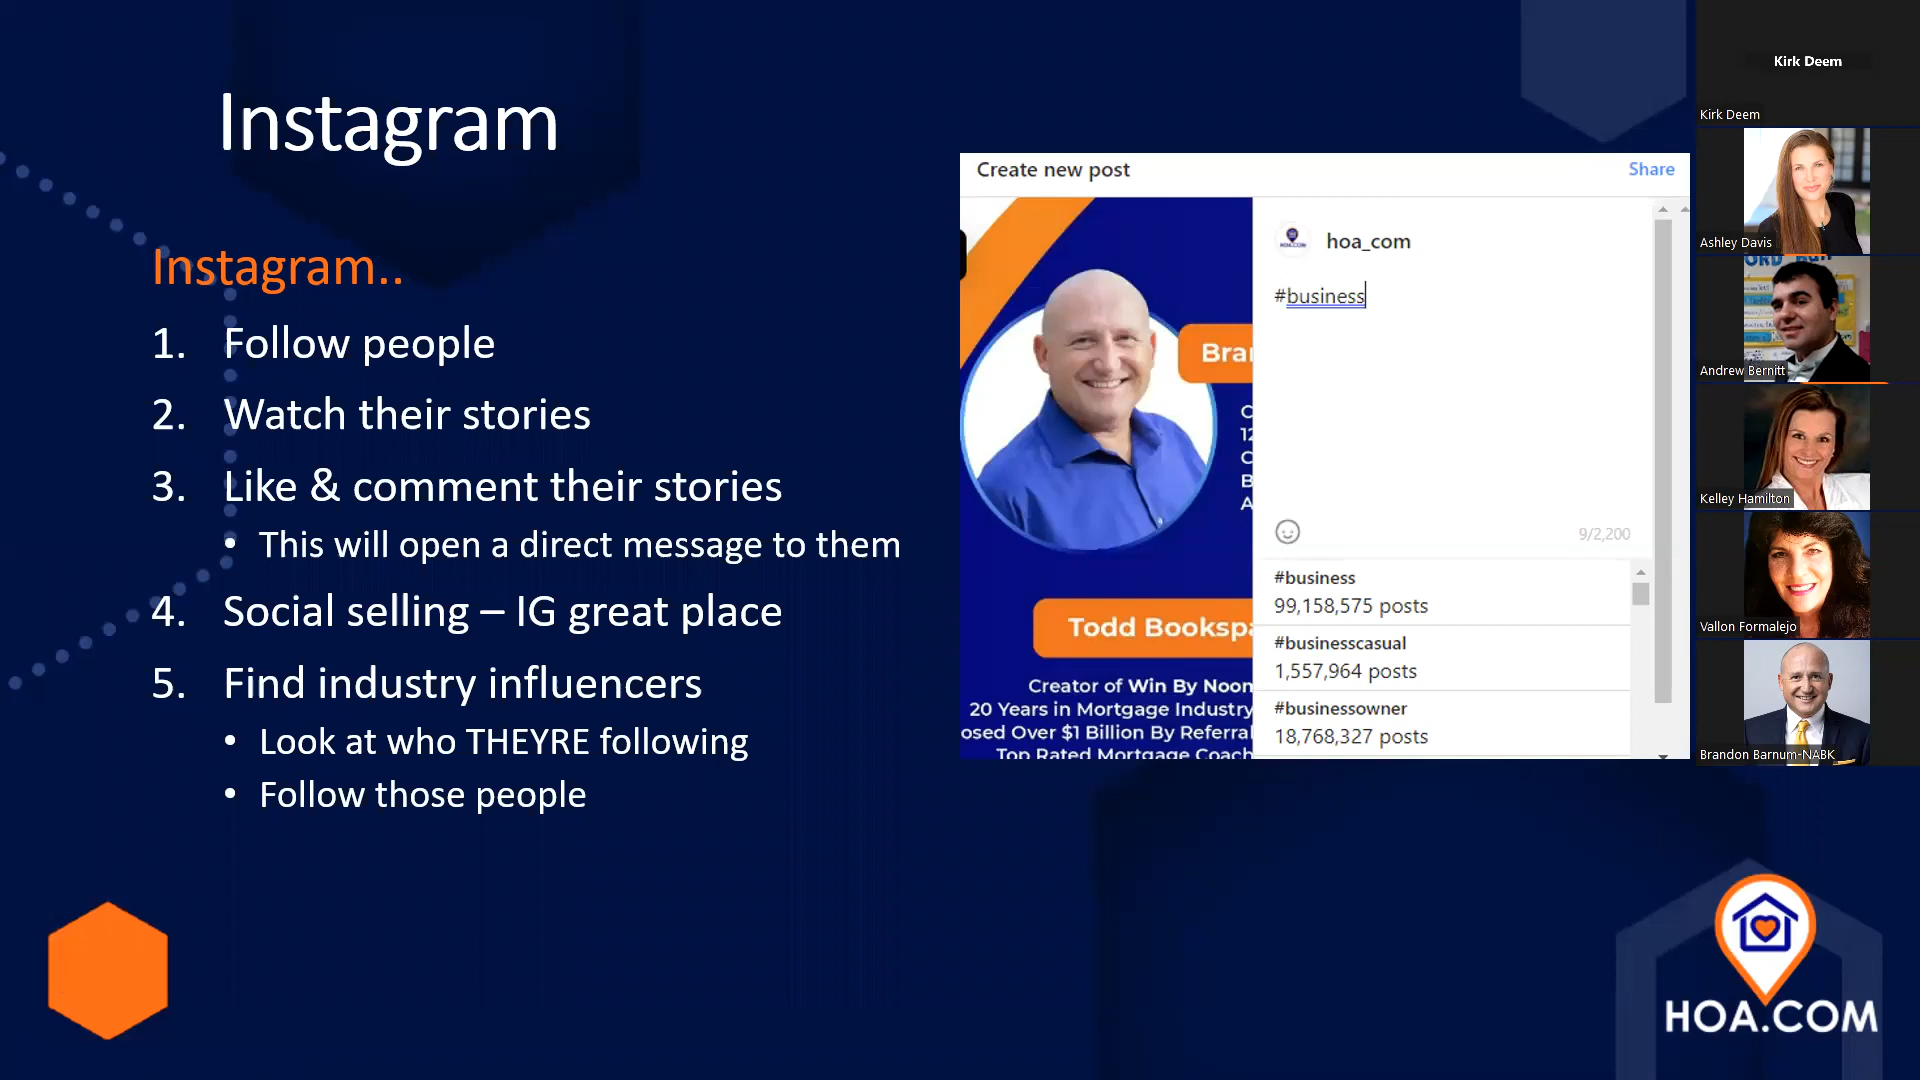 Instagram
Instagram..
1. Follow people
2. Watch their stories
3. Like & comment their stories
• This will open a direct message to them
4. Social selling – IG great place
5. Find industry influencers
• Look at who THEYRE following
• Follow those people
Create new post
Share
hoa_com
#business
9/2,200
#business
99,158,575 posts
#businesscasual
1,557,964 posts
#businessowner
18,768,327 posts
Todd Bookspa
Creator of Win By Noon
20 Years in Mortgage Industry
osed Over $1 Billion By Referral
Top Rated Mortgage Coach
Kirk Deem
Kirk Deem
Ashley Davis
Andrew Bernitt
Kelley Hamilton
Vallon Formalejo
Brandon Barnum-NABK
HOA.COM